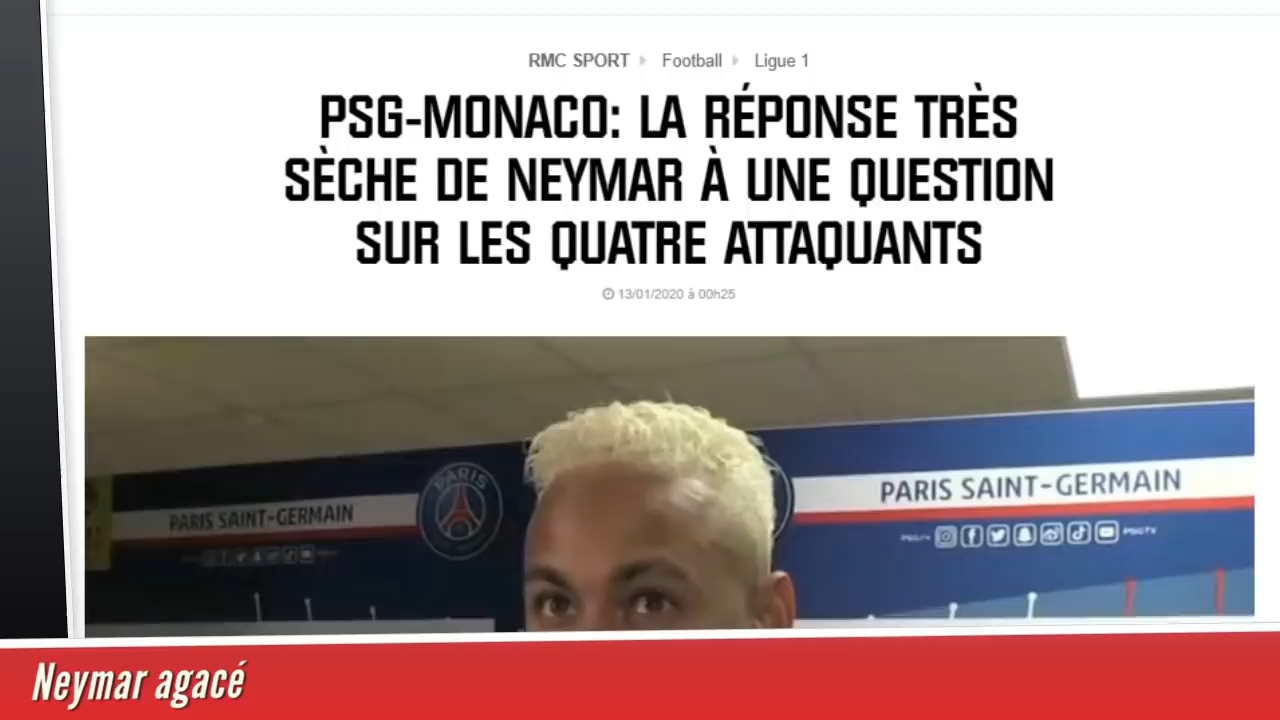 RMC SPORT Football Ligue 1
PSG-MONACO: LA RÉPONSE TRÈS
SÈCHE DE NEYMAR À UNE QUESTION
SUR LES QUATRE ATTAQUANTS
13/01/2020 à 00h25
PARIS
PARIS SAINT-GERMAIN
PARIS SAINT-GERMAIN
PSGTV
Neymar agacé